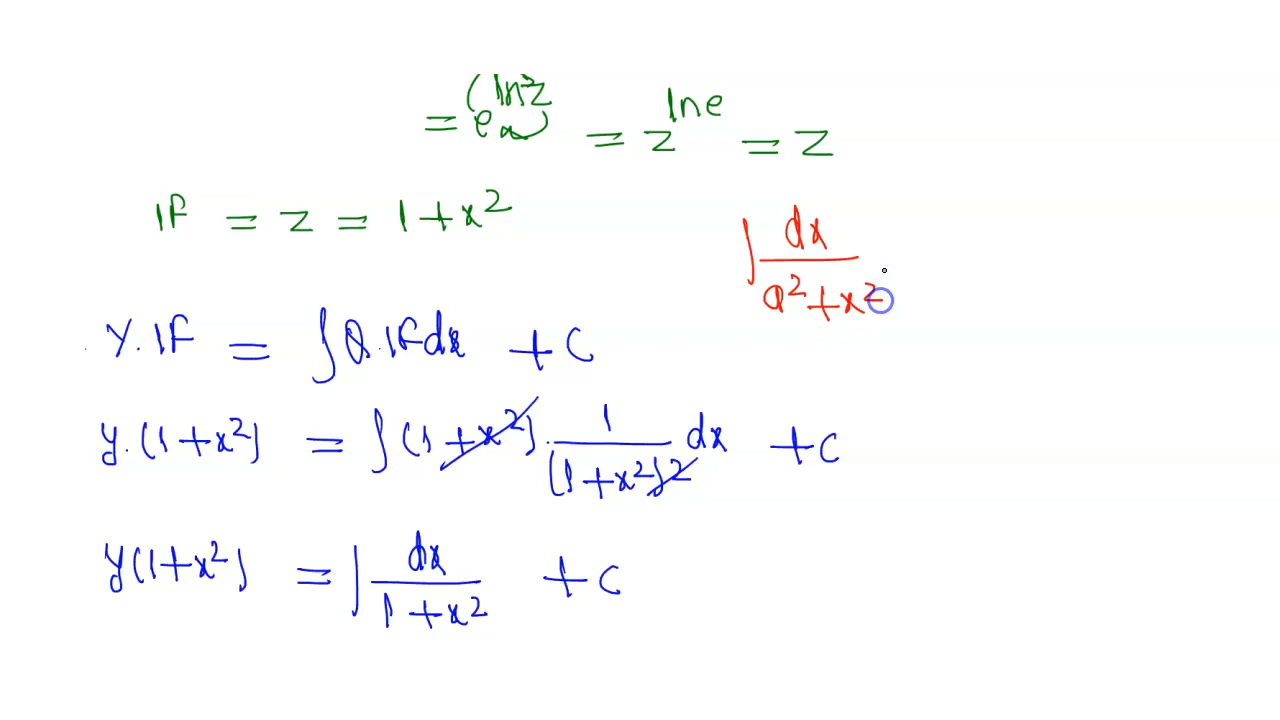 = e^(ln z) = z^ln e = z
IF = z = 1 + x²
∫ dx / (a² + x²)
y. IF = ∫ Q. IF dx + c
y. (1 + x²) = ∫ (1 + x²) . 1 / (1 + x²)² dx + c
y(1 + x²) = ∫ dx / (1 + x²) + c